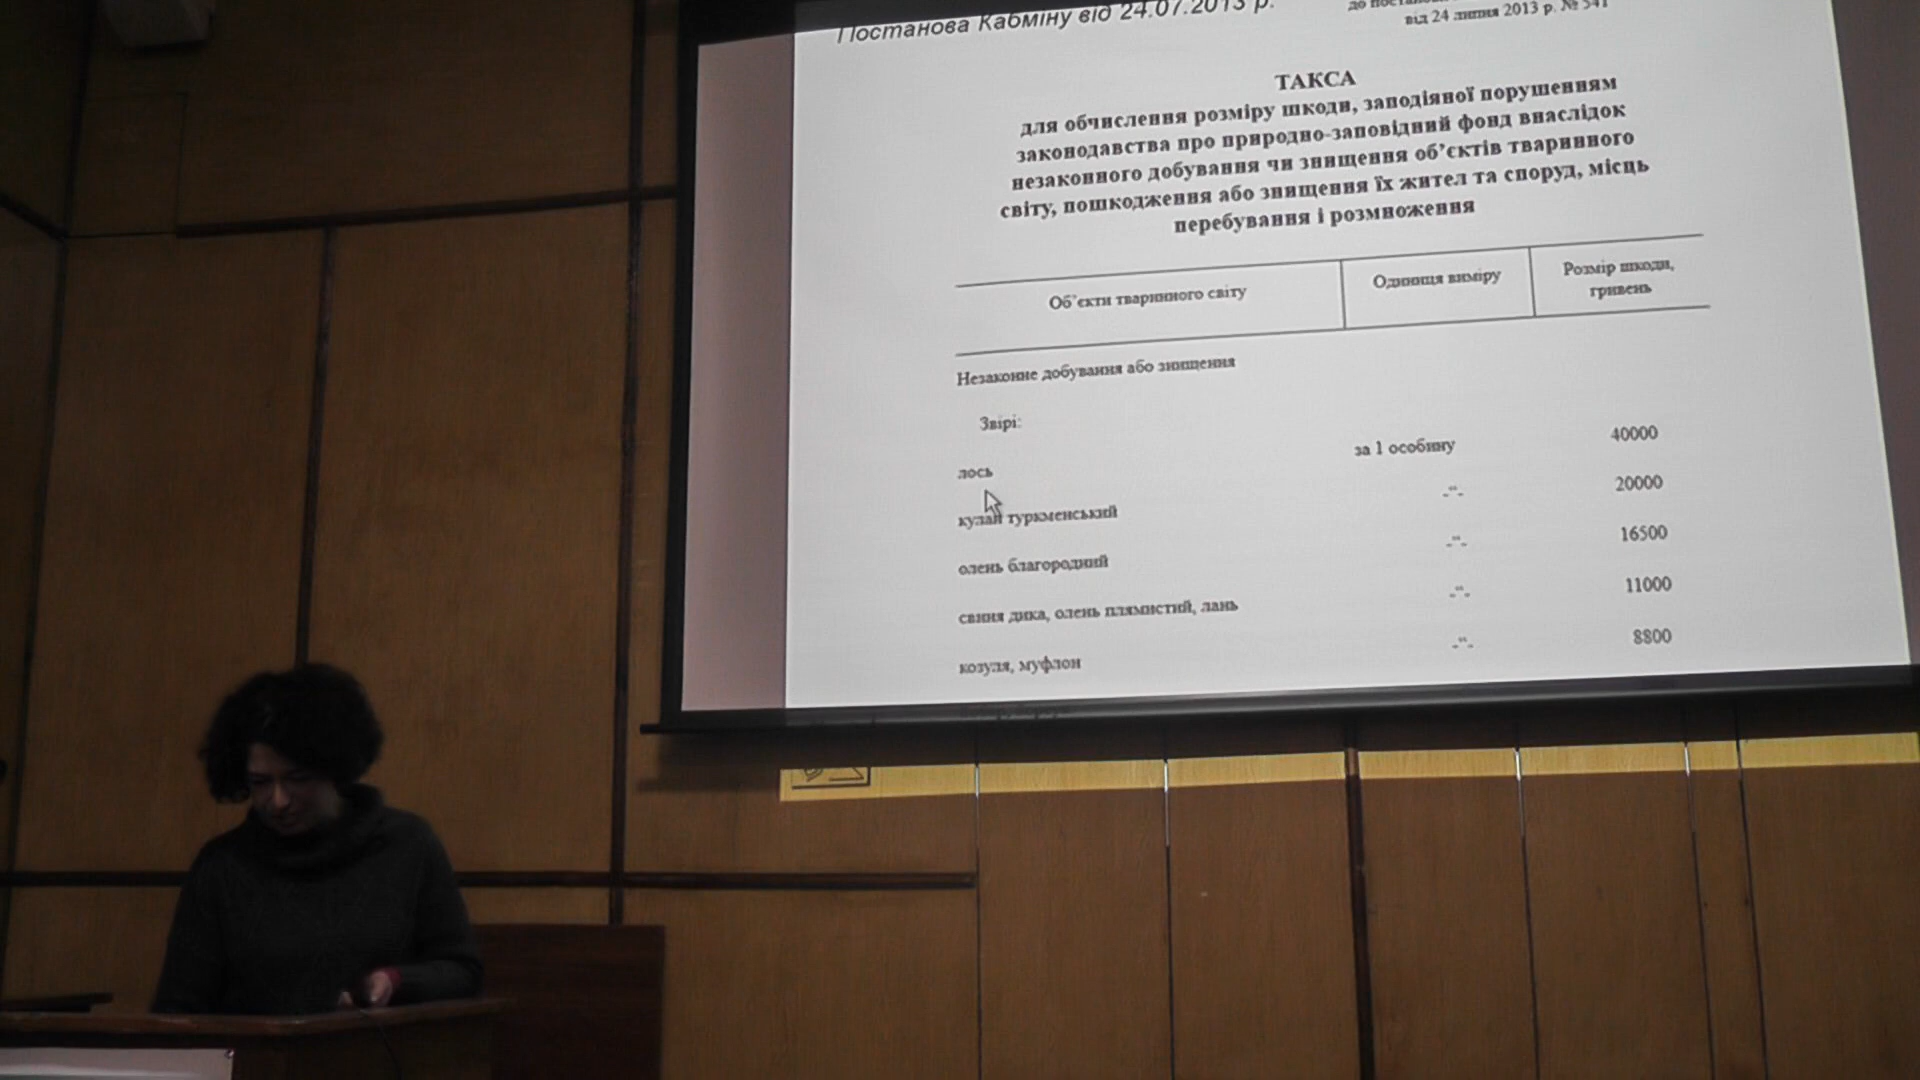 Постанова Кабміну від 24.07.2013 р.
від 24 липня 2013 р. № 541
ТАКСА
для обчислення розміру шкоди, заподіяної порушенням
законодавства про природно-заповідний фонд внаслідок
незаконного добування чи знищення об’єктів тваринного
світу, пошкодження або знищення їх жител та споруд, місць
перебування і розмноження
Об’єкти тваринного світу Одиниця виміру Розмір шкоди,
гривень
Незаконне добування або знищення
Звірі:
лось за 1 особину 40000
кулан туркменський -“- 20000
олень благородний -“- 16500
свиня дика, олень плямистий, лань -“- 11000
козуля, муфлон -“- 8800